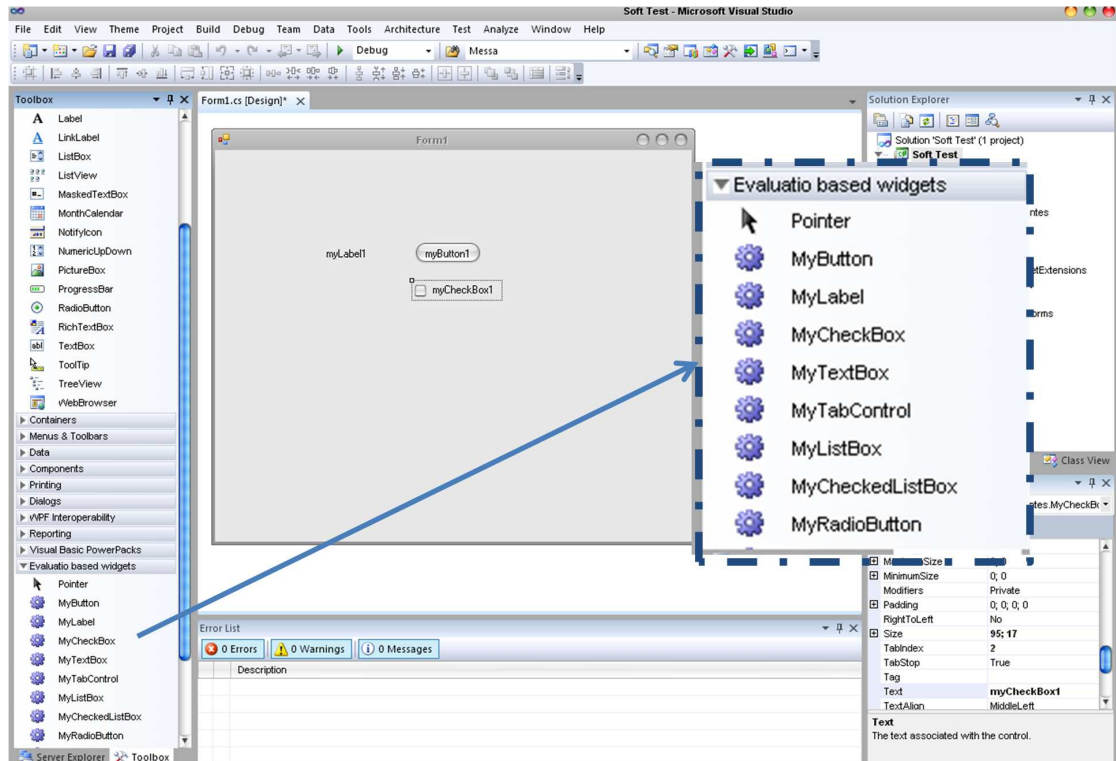 Soft Test - Microsoft Visual Studio
File Edit View Theme Project Build Debug Team Data Tools Architecture Test Analyze Window Help
Debug Messa
Toolbox
Label
LinkLabel
ListBox
ListView
MaskedTextBox
MonthCalendar
NotifyIcon
NumericUpDown
PictureBox
ProgressBar
RadioButton
RichTextBox
TextBox
ToolTip
TreeView
WebBrowser
Containers
Menus & Toolbars
Data
Components
Printing
Dialogs
WPF Interoperability
Reporting
Visual Basic PowerPacks
Evaluatio based widgets
Pointer
MyButton
MyLabel
MyCheckBox
MyTextBox
MyTabControl
MyListBox
MyCheckedListBox
MyRadioButton
Server Explorer Toolbox
Form1.cs [Design]*
Form1
myLabel1 myButton1
myCheckBox1
Evaluatio based widgets
Pointer
MyButton
MyLabel
MyCheckBox
MyTextBox
MyTabControl
MyListBox
MyCheckedListBox
MyRadioButton
Error List
0 Errors 0 Warnings 0 Messages
Description
Solution Explorer
Solution 'Soft Test' (1 project)
Soft Test
ntes
tExtensions
orms
Class View
ntes.MyCheckBo
MinimumSize 0; 0
Modifiers Private
Padding 0; 0; 0; 0
RightToLeft No
Size 95; 17
TabIndex 2
TabStop True
Tag
Text myCheckBox1
TextAlign MiddleLeft
Text
The text associated with the control.